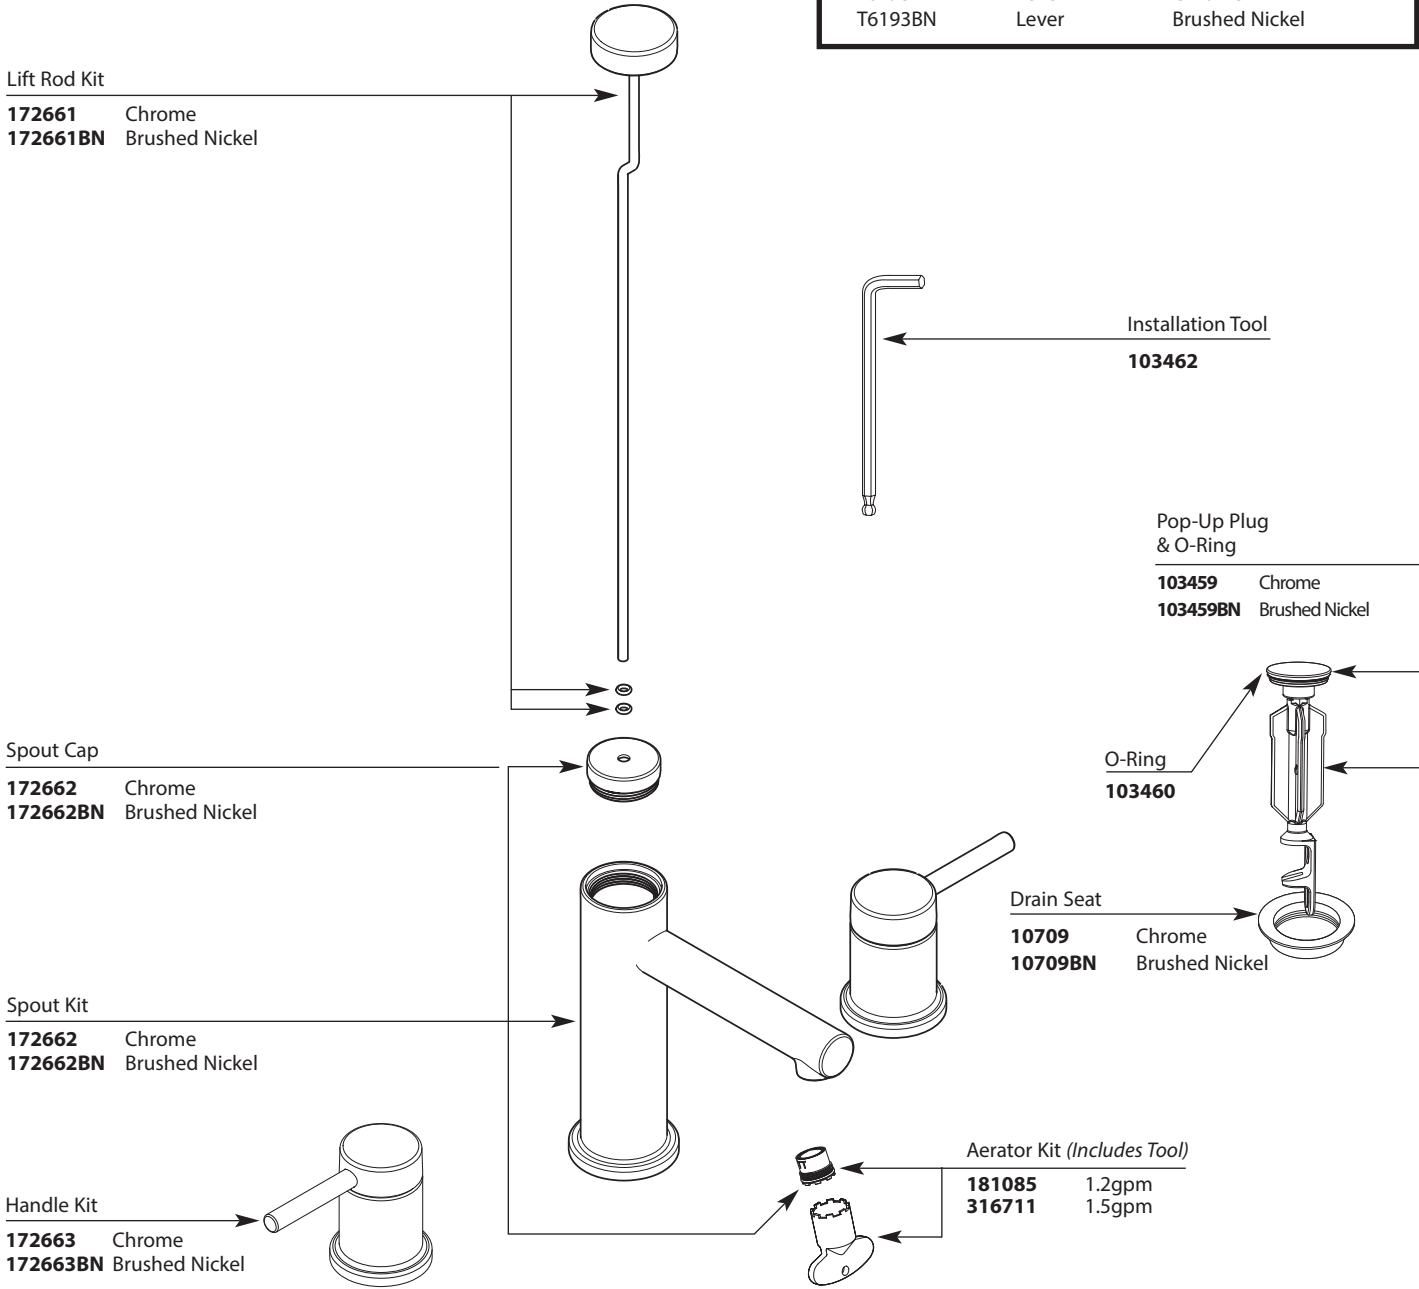 T6193BN Lever Brushed Nickel
Lift Rod Kit
172661 Chrome
172661BN Brushed Nickel
Installation Tool
103462
Pop-Up Plug
& O-Ring
103459 Chrome
103459BN Brushed Nickel
Spout Cap
172662 Chrome
172662BN Brushed Nickel
O-Ring
103460
Drain Seat
10709 Chrome
10709BN Brushed Nickel
Spout Kit
172662 Chrome
172662BN Brushed Nickel
Aerator Kit (Includes Tool)
181085 1.2gpm
316711 1.5gpm
Handle Kit
172663 Chrome
172663BN Brushed Nickel